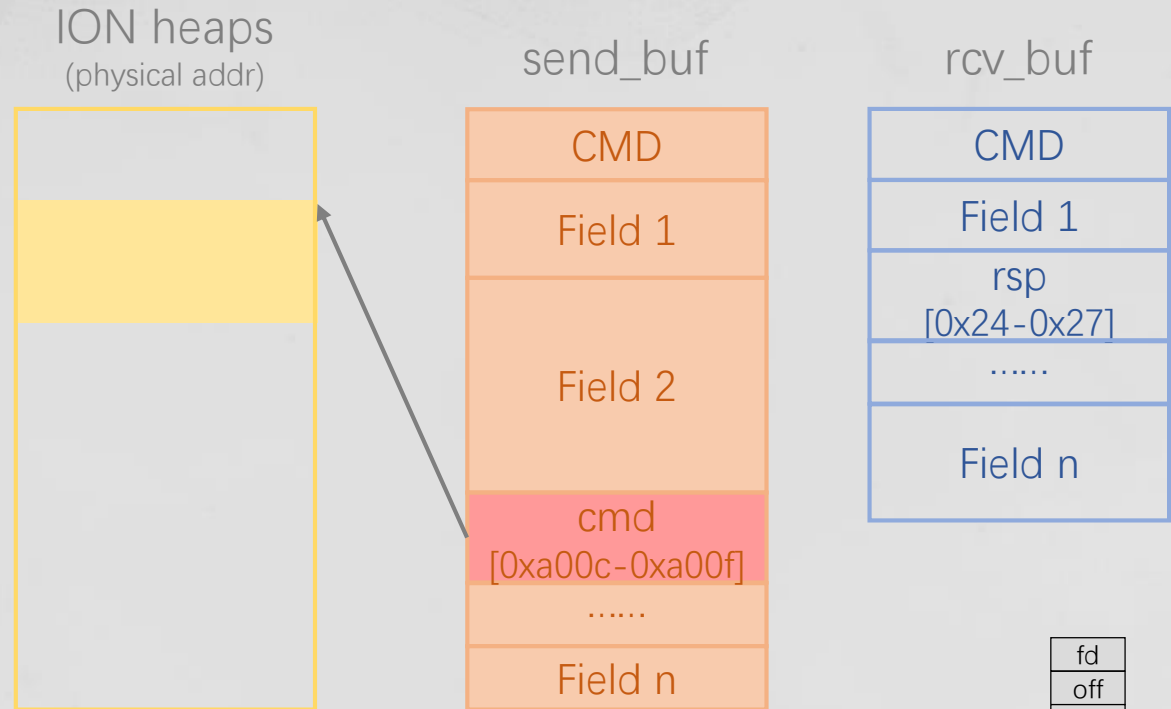 ION heaps
(physical addr)
send_buf
rcv_buf
CMD
Field 1
Field 2
cmd
[0xa00c-0xa00f]
......
Field n
CMD
Field 1
rsp
[0x24-0x27]
......
Field n
fd
off